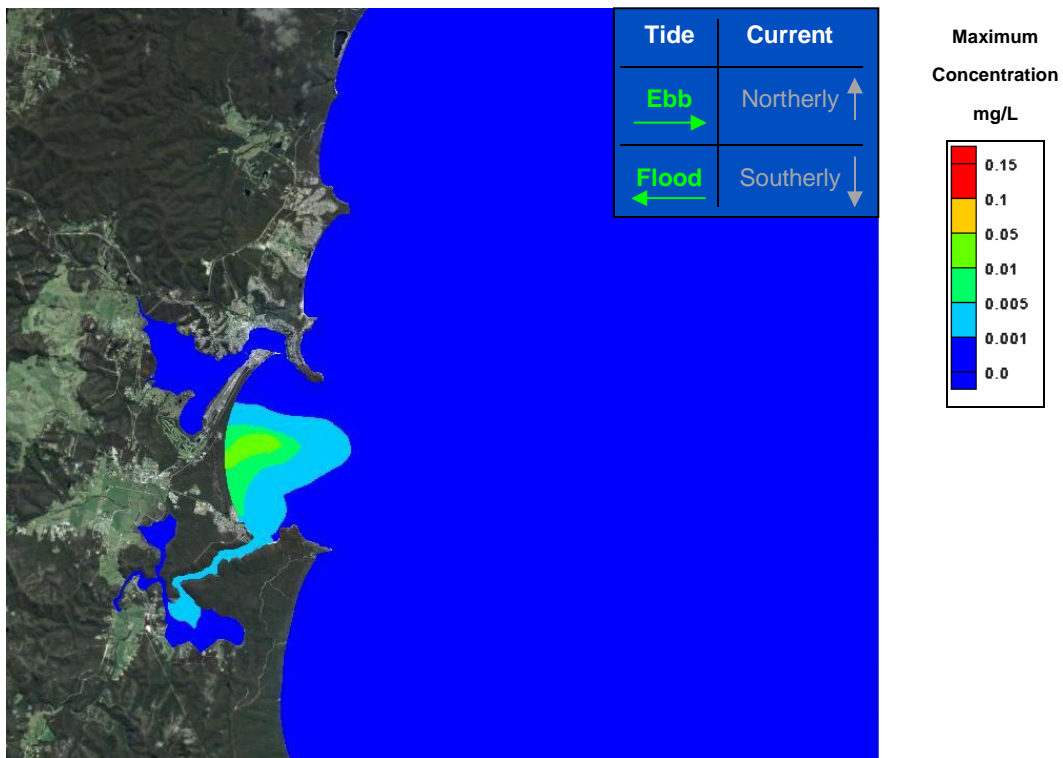 Tide Current
Ebb Northerly
Flood Southerly
Maximum
Concentration
mg/L
0.15
0.1
0.05
0.01
0.005
0.001
0.0